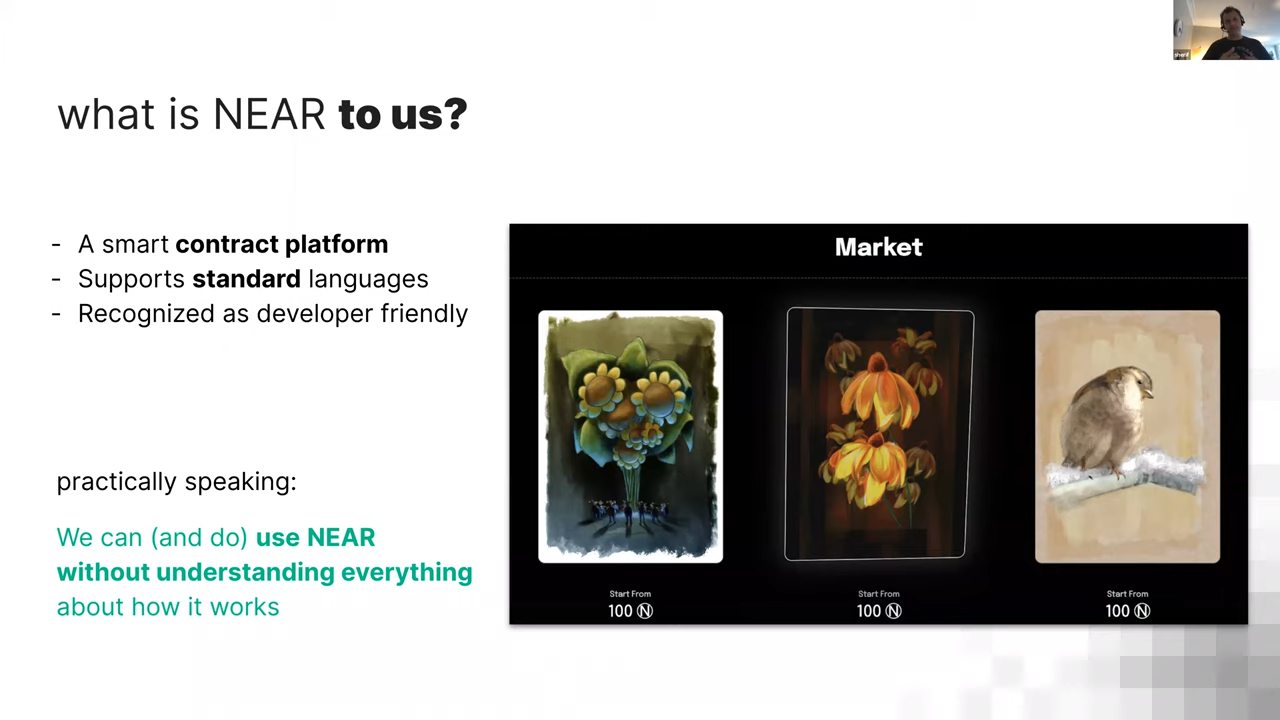 what is NEAR to us?
- A smart contract platform
- Supports standard languages
- Recognized as developer friendly
practically speaking:
We can (and do) use NEAR
without understanding everything
about how it works
Market
Start From
100 Ⓝ
Start From
100 Ⓝ
Start From
100 Ⓝ
sherif